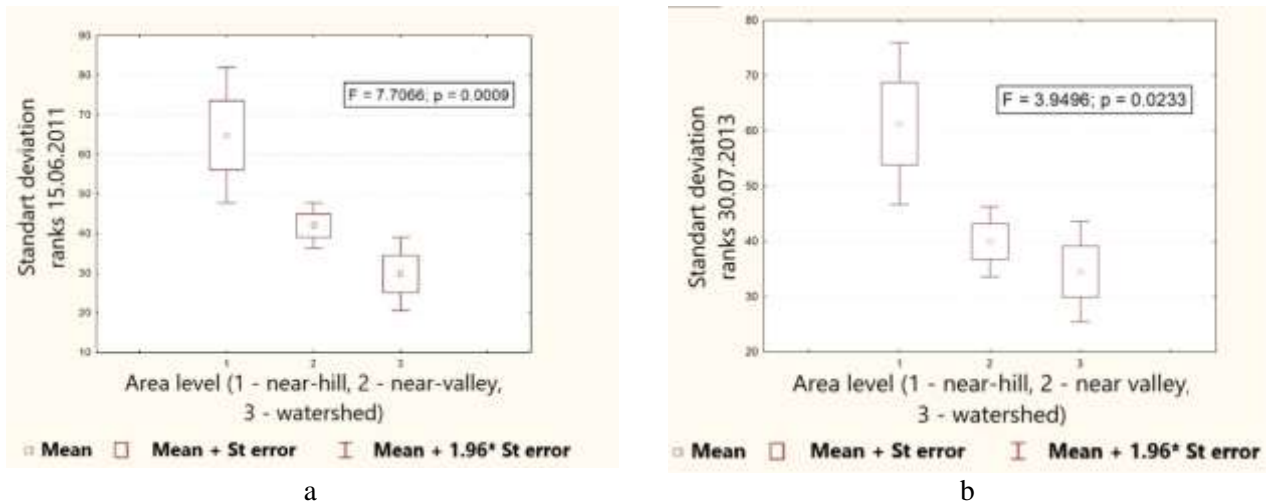 90
80
70
60
50
40
30
20
10
F = 7.7066; p = 0.0009
Standart deviation
ranks 15.06.2011
1 2 3
Area level (1 - near-hill, 2 - near-valley,
3 - watershed)
Mean Mean + St error Mean + 1.96* St error
a
80
70
60
50
40
30
20
F = 3.9496; p = 0.0233
Standart deviation
ranks 30.07.2013
1 2 3
Area level (1 - near-hill, 2 - near valley,
3 - watershed)
Mean Mean + St error Mean + 1.96* St error
b